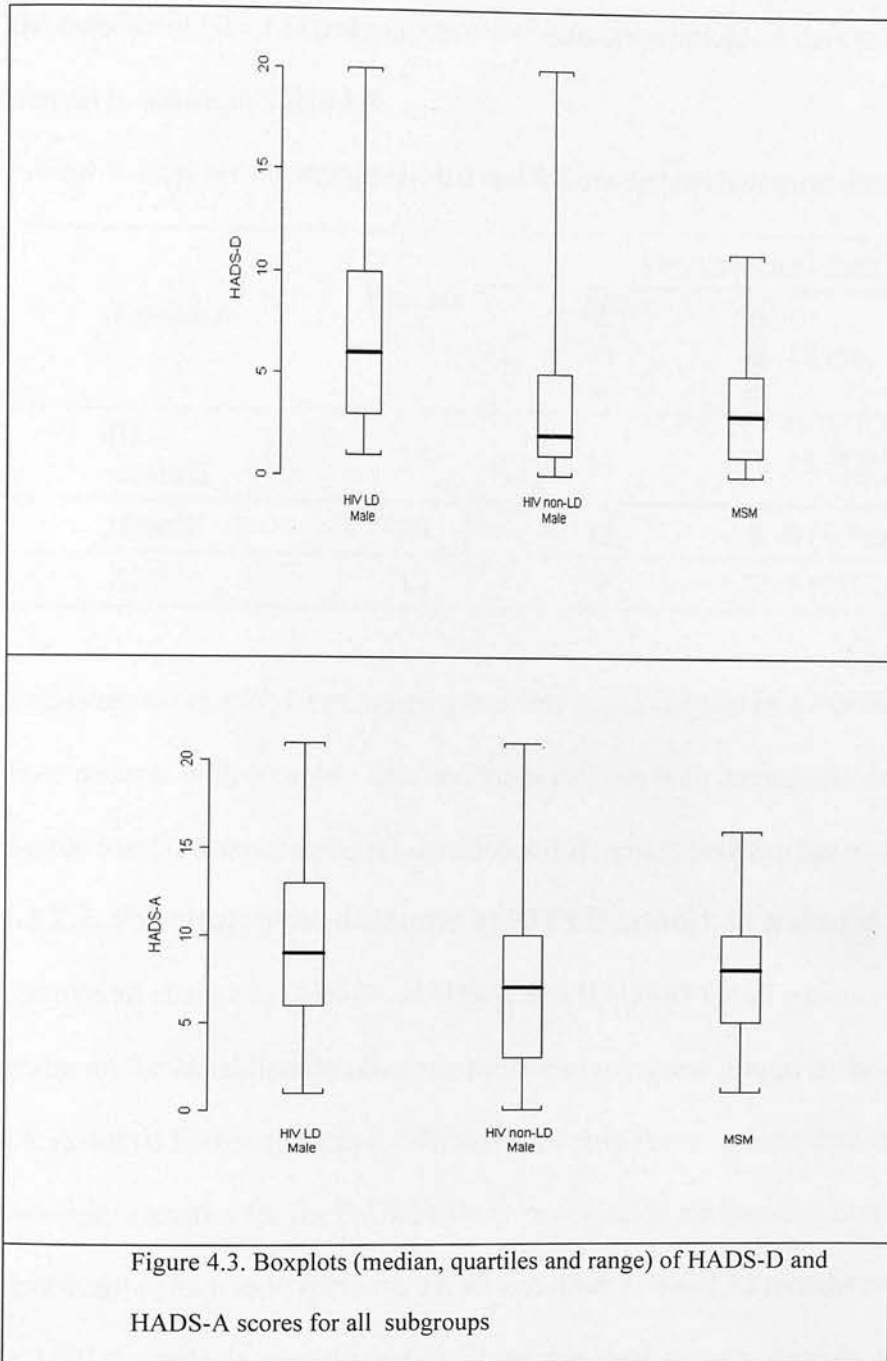 20
15
10
5
0
HADS-D
HIV LD
Male
HIV non-LD
Male
MSM
20
15
10
5
0
HADS-A
HIV LD
Male
HIV non-LD
Male
MSM
Figure 4.3. Boxplots (median, quartiles and range) of HADS-D and
HADS-A scores for all subgroups